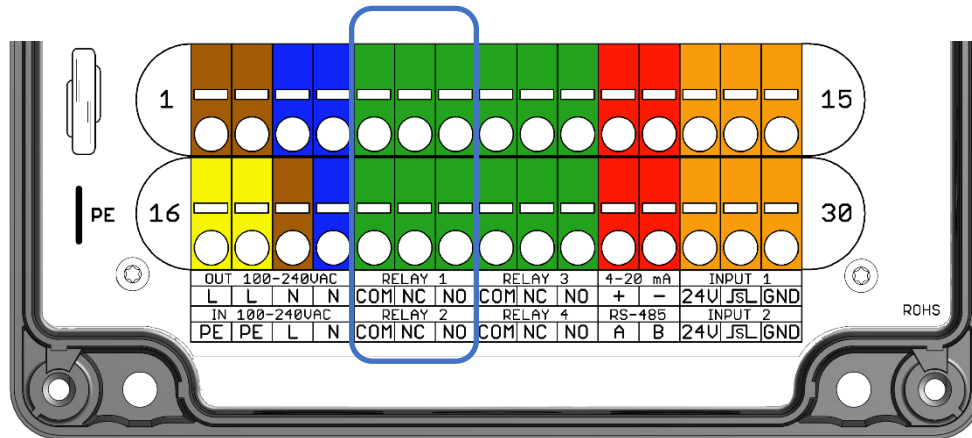 1 15
PE 16 30
OUT 100-240VAC RELAY 1 RELAY 3 4-20 mA INPUT 1
L L N N COM NC NO COM NC NO + - 24V GND
IN 100-240VAC RELAY 2 RELAY 4 RS-485 INPUT 2
PE PE L N COM NC NO COM NC NO A B 24V GND
ROHS